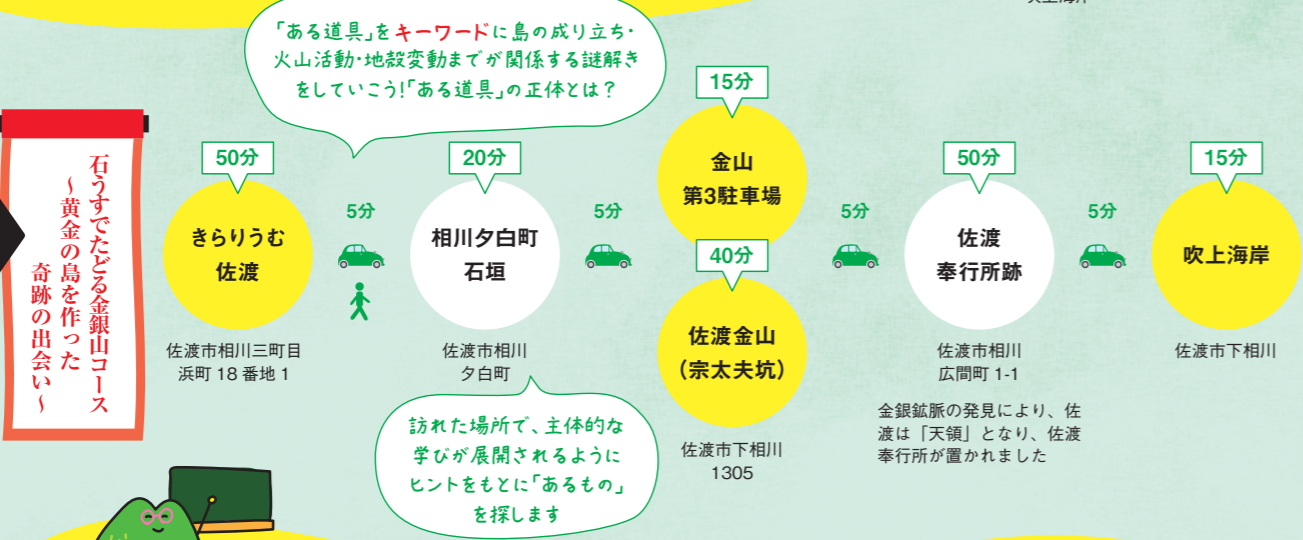 「ある道具」をキーワードに島の成り立ち・
火山活動・地殻変動までが関係する謎解き
をしていこう!「ある道具」の正体とは?
石うすでたどる金銀山コース
~黄金の島を作った
奇跡の出会い~
50分
きらりうむ
佐渡
佐渡市相川三町目
浜町 18 番地 1
5分
20分
相川夕白町
石垣
佐渡市相川
夕白町
訪れた場所で、主体的な
学びが展開されるように
ヒントをもとに「あるもの」
を探します
5分
15分
金山
第3駐車場
40分
佐渡金山
(宗太夫坑)
佐渡市下相川
1305
5分
50分
佐渡
奉行所跡
佐渡市相川
広間町 1-1
金銀鉱脈の発見により、佐
渡は「天領」となり、佐渡
奉行所が置かれました
5分
15分
吹上海岸
佐渡市下相川